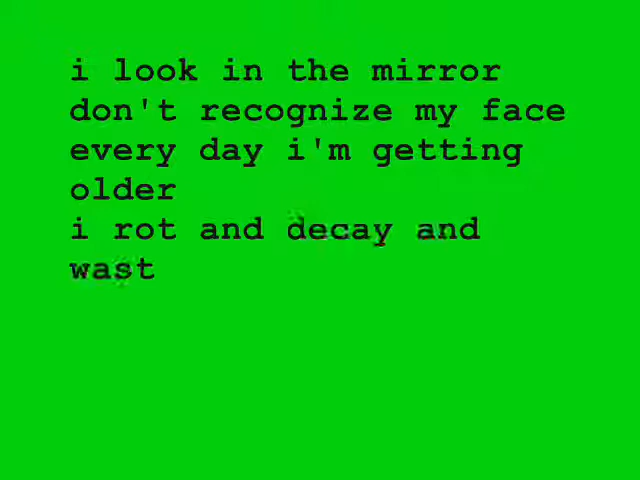 i look in the mirror
don't recognize my face
every day i'm getting
older
i rot and decay and
wast